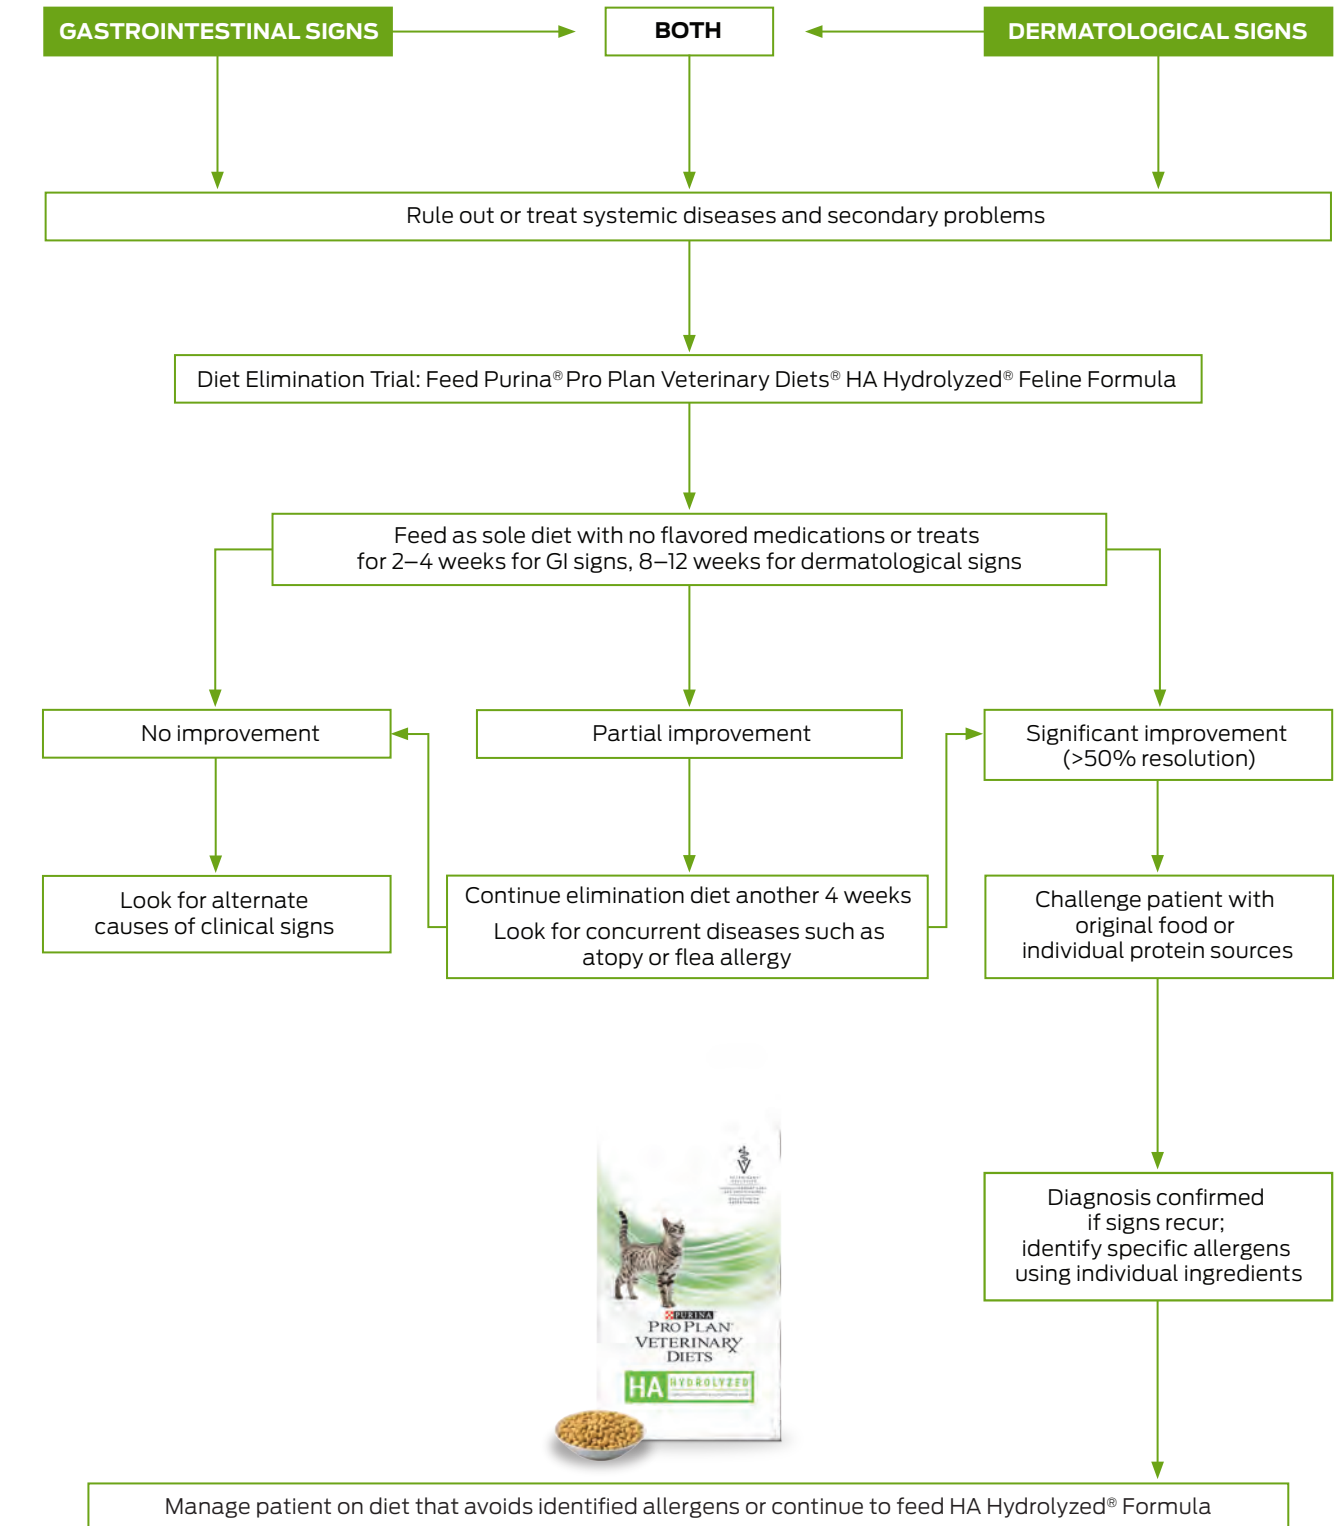 GASTROINTESTINAL SIGNS
BOTH
DERMATOLOGICAL SIGNS
Rule out or treat systemic diseases and secondary problems
Diet Elimination Trial: Feed Purina® Pro Plan Veterinary Diets® HA Hydrolyzed® Feline Formula
Feed as sole diet with no flavored medications or treats
for 2–4 weeks for GI signs, 8–12 weeks for dermatological signs
No improvement
Partial improvement
Significant improvement
(>50% resolution)
Look for alternate
causes of clinical signs
Continue elimination diet another 4 weeks
Look for concurrent diseases such as
atopy or flea allergy
Challenge patient with
original food or
individual protein sources
Diagnosis confirmed
if signs recur;
identify specific allergens
using individual ingredients
PURINA
PRO PLAN
VETERINARY
DIETS
HA HYDROLYZED
Manage patient on diet that avoids identified allergens or continue to feed HA Hydrolyzed® Formula